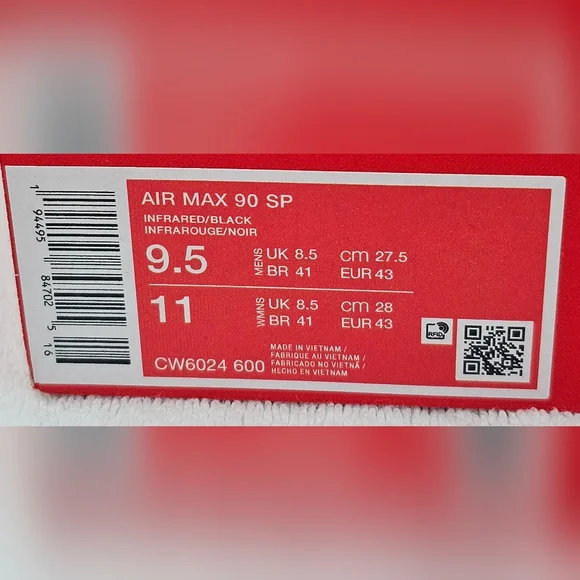 AIR MAX 90 SP
INFRARED/BLACK
INFRAROUGE/NOIR
9.5 MENS UK 8.5 CM 27.5
BR 41 EUR 43
11 WMNS UK 8.5 CM 28
BR 41 EUR 43
CW6024 600
MADE IN VIETNAM /
FABRIQUE AU VIETNAM /
FABRICADO NO VIETNÃ /
HECHO EN VIETNAM
RFID
1 94495 84702 5 16